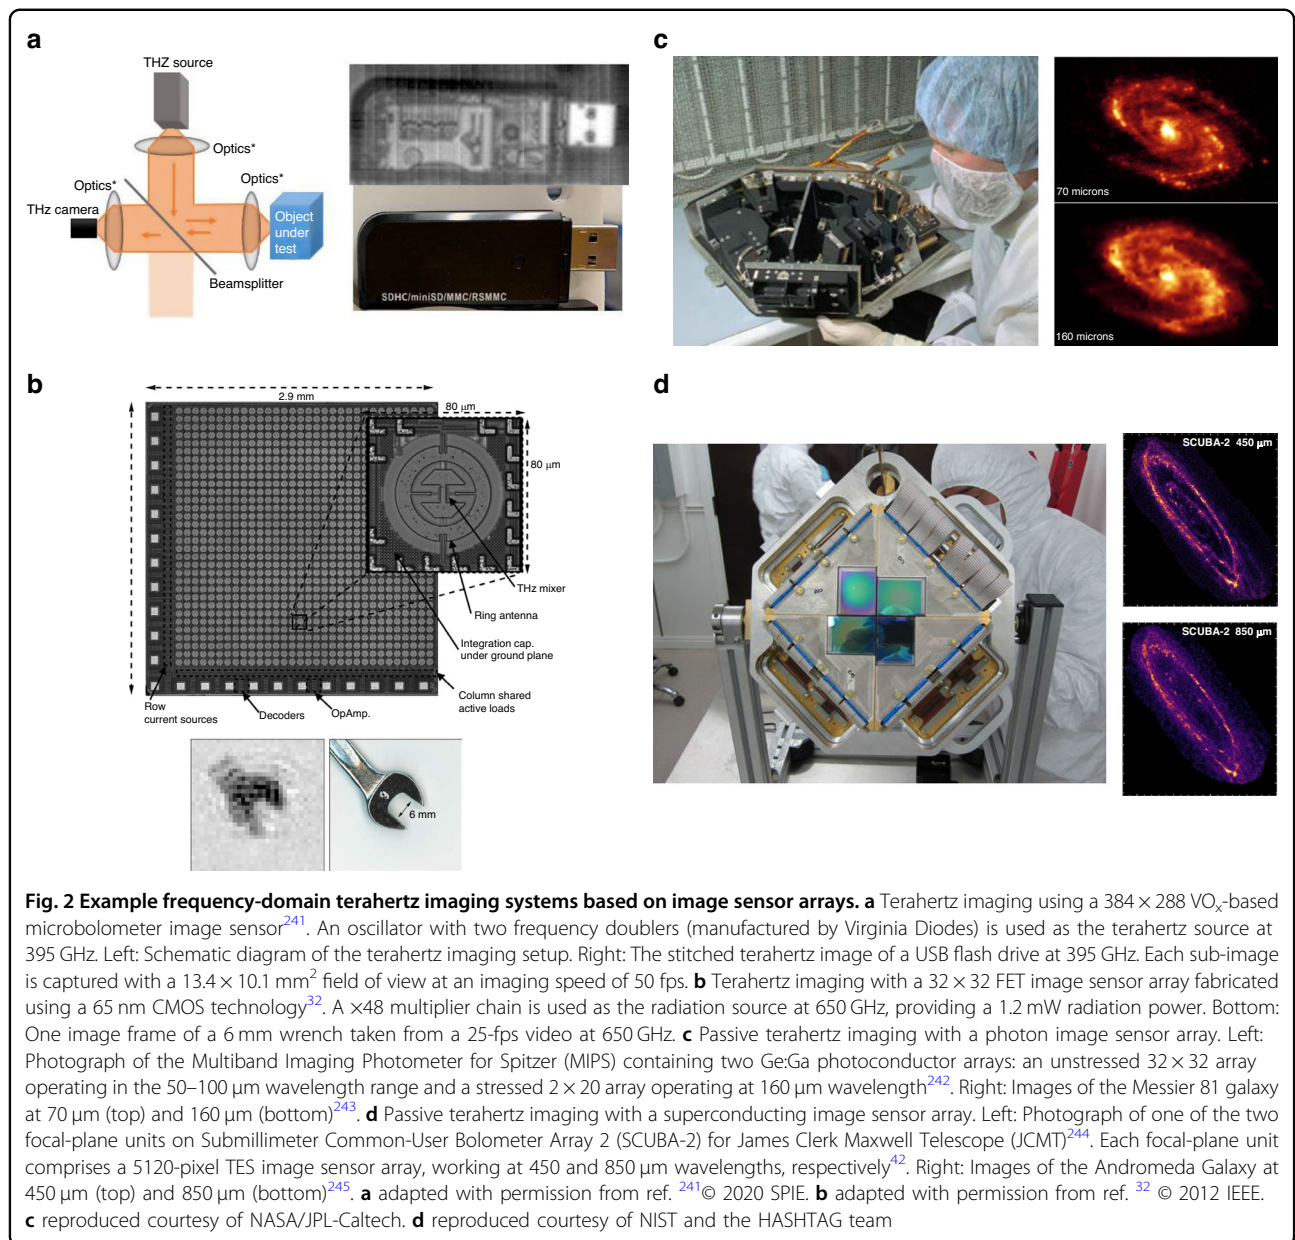 a
THZ source
Optics*
Optics*
Optics*
THz camera
Object
under
test
Beamsplitter
SDHC/miniSD/MMC/RSMMC
c
70 microns
160 microns
b
2.9 mm
80 μm
80 μm
THz mixer
Ring antenna
Integration cap.
under ground plane
Column shared
active loads
Row
current sources
Decoders
OpAmp.
9
6 mm
d
SCUBA-2 450 μm
SCUBA-2 850 μm
Fig. 2 Example frequency-domain terahertz imaging systems based on image sensor arrays. a Terahertz imaging using a 384 × 288 VOx-based
microbolometer image sensor241. An oscillator with two frequency doublers (manufactured by Virginia Diodes) is used as the terahertz source at
395 GHz. Left: Schematic diagram of the terahertz imaging setup. Right: The stitched terahertz image of a USB flash drive at 395 GHz. Each sub-image
is captured with a 13.4 × 10.1 mm2 field of view at an imaging speed of 50 fps. b Terahertz imaging with a 32 × 32 FET image sensor array fabricated
using a 65 nm CMOS technology32. A ×48 multiplier chain is used as the radiation source at 650 GHz, providing a 1.2 mW radiation power. Bottom:
One image frame of a 6 mm wrench taken from a 25-fps video at 650 GHz. c Passive terahertz imaging with a photon image sensor array. Left:
Photograph of the Multiband Imaging Photometer for Spitzer (MIPS) containing two Ge:Ga photoconductor arrays: an unstressed 32 × 32 array
operating in the 50–100 μm wavelength range and a stressed 2 × 20 array operating at 160 μm wavelength242. Right: Images of the Messier 81 galaxy
at 70 μm (top) and 160 μm (bottom)243. d Passive terahertz imaging with a superconducting image sensor array. Left: Photograph of one of the two
focal-plane units on Submillimeter Common-User Bolometer Array 2 (SCUBA-2) for James Clerk Maxwell Telescope (JCMT)244. Each focal-plane unit
comprises a 5120-pixel TES image sensor array, working at 450 and 850 μm wavelengths, respectively42. Right: Images of the Andromeda Galaxy at
450 μm (top) and 850 μm (bottom)245. a adapted with permission from ref. 241© 2020 SPIE. b adapted with permission from ref. 32 © 2012 IEEE.
c reproduced courtesy of NASA/JPL-Caltech. d reproduced courtesy of NIST and the HASHTAG team